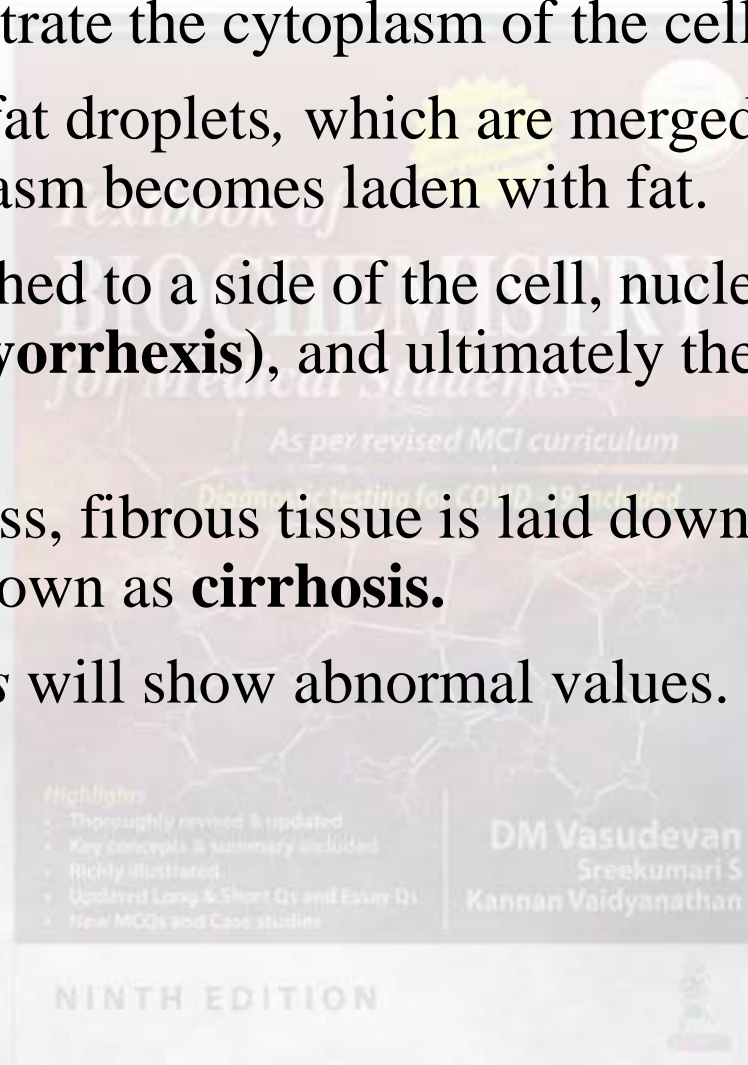 trate the cytoplasm of the cell
fat droplets, which are merged
asm becomes laden with fat.
Textbook of
BIOCHEMISTRY
hed to a side of the cell, nucle
yorrhexis), and ultimately the
for Medical Students
As per revised MCI curriculum
Diagnostic testing for COVID-19 included
ss, fibrous tissue is laid down
own as cirrhosis.
s will show abnormal values.
Highlights
• Thoroughly revised & updated
• Key concepts & summary included
• Richly illustrated
• Updated Long & Short Qs and Essay Qs
• New MCQs and Case studies
DM Vasudevan
Sreekumari S
Kannan Vaidyanathan
NINTH EDITION